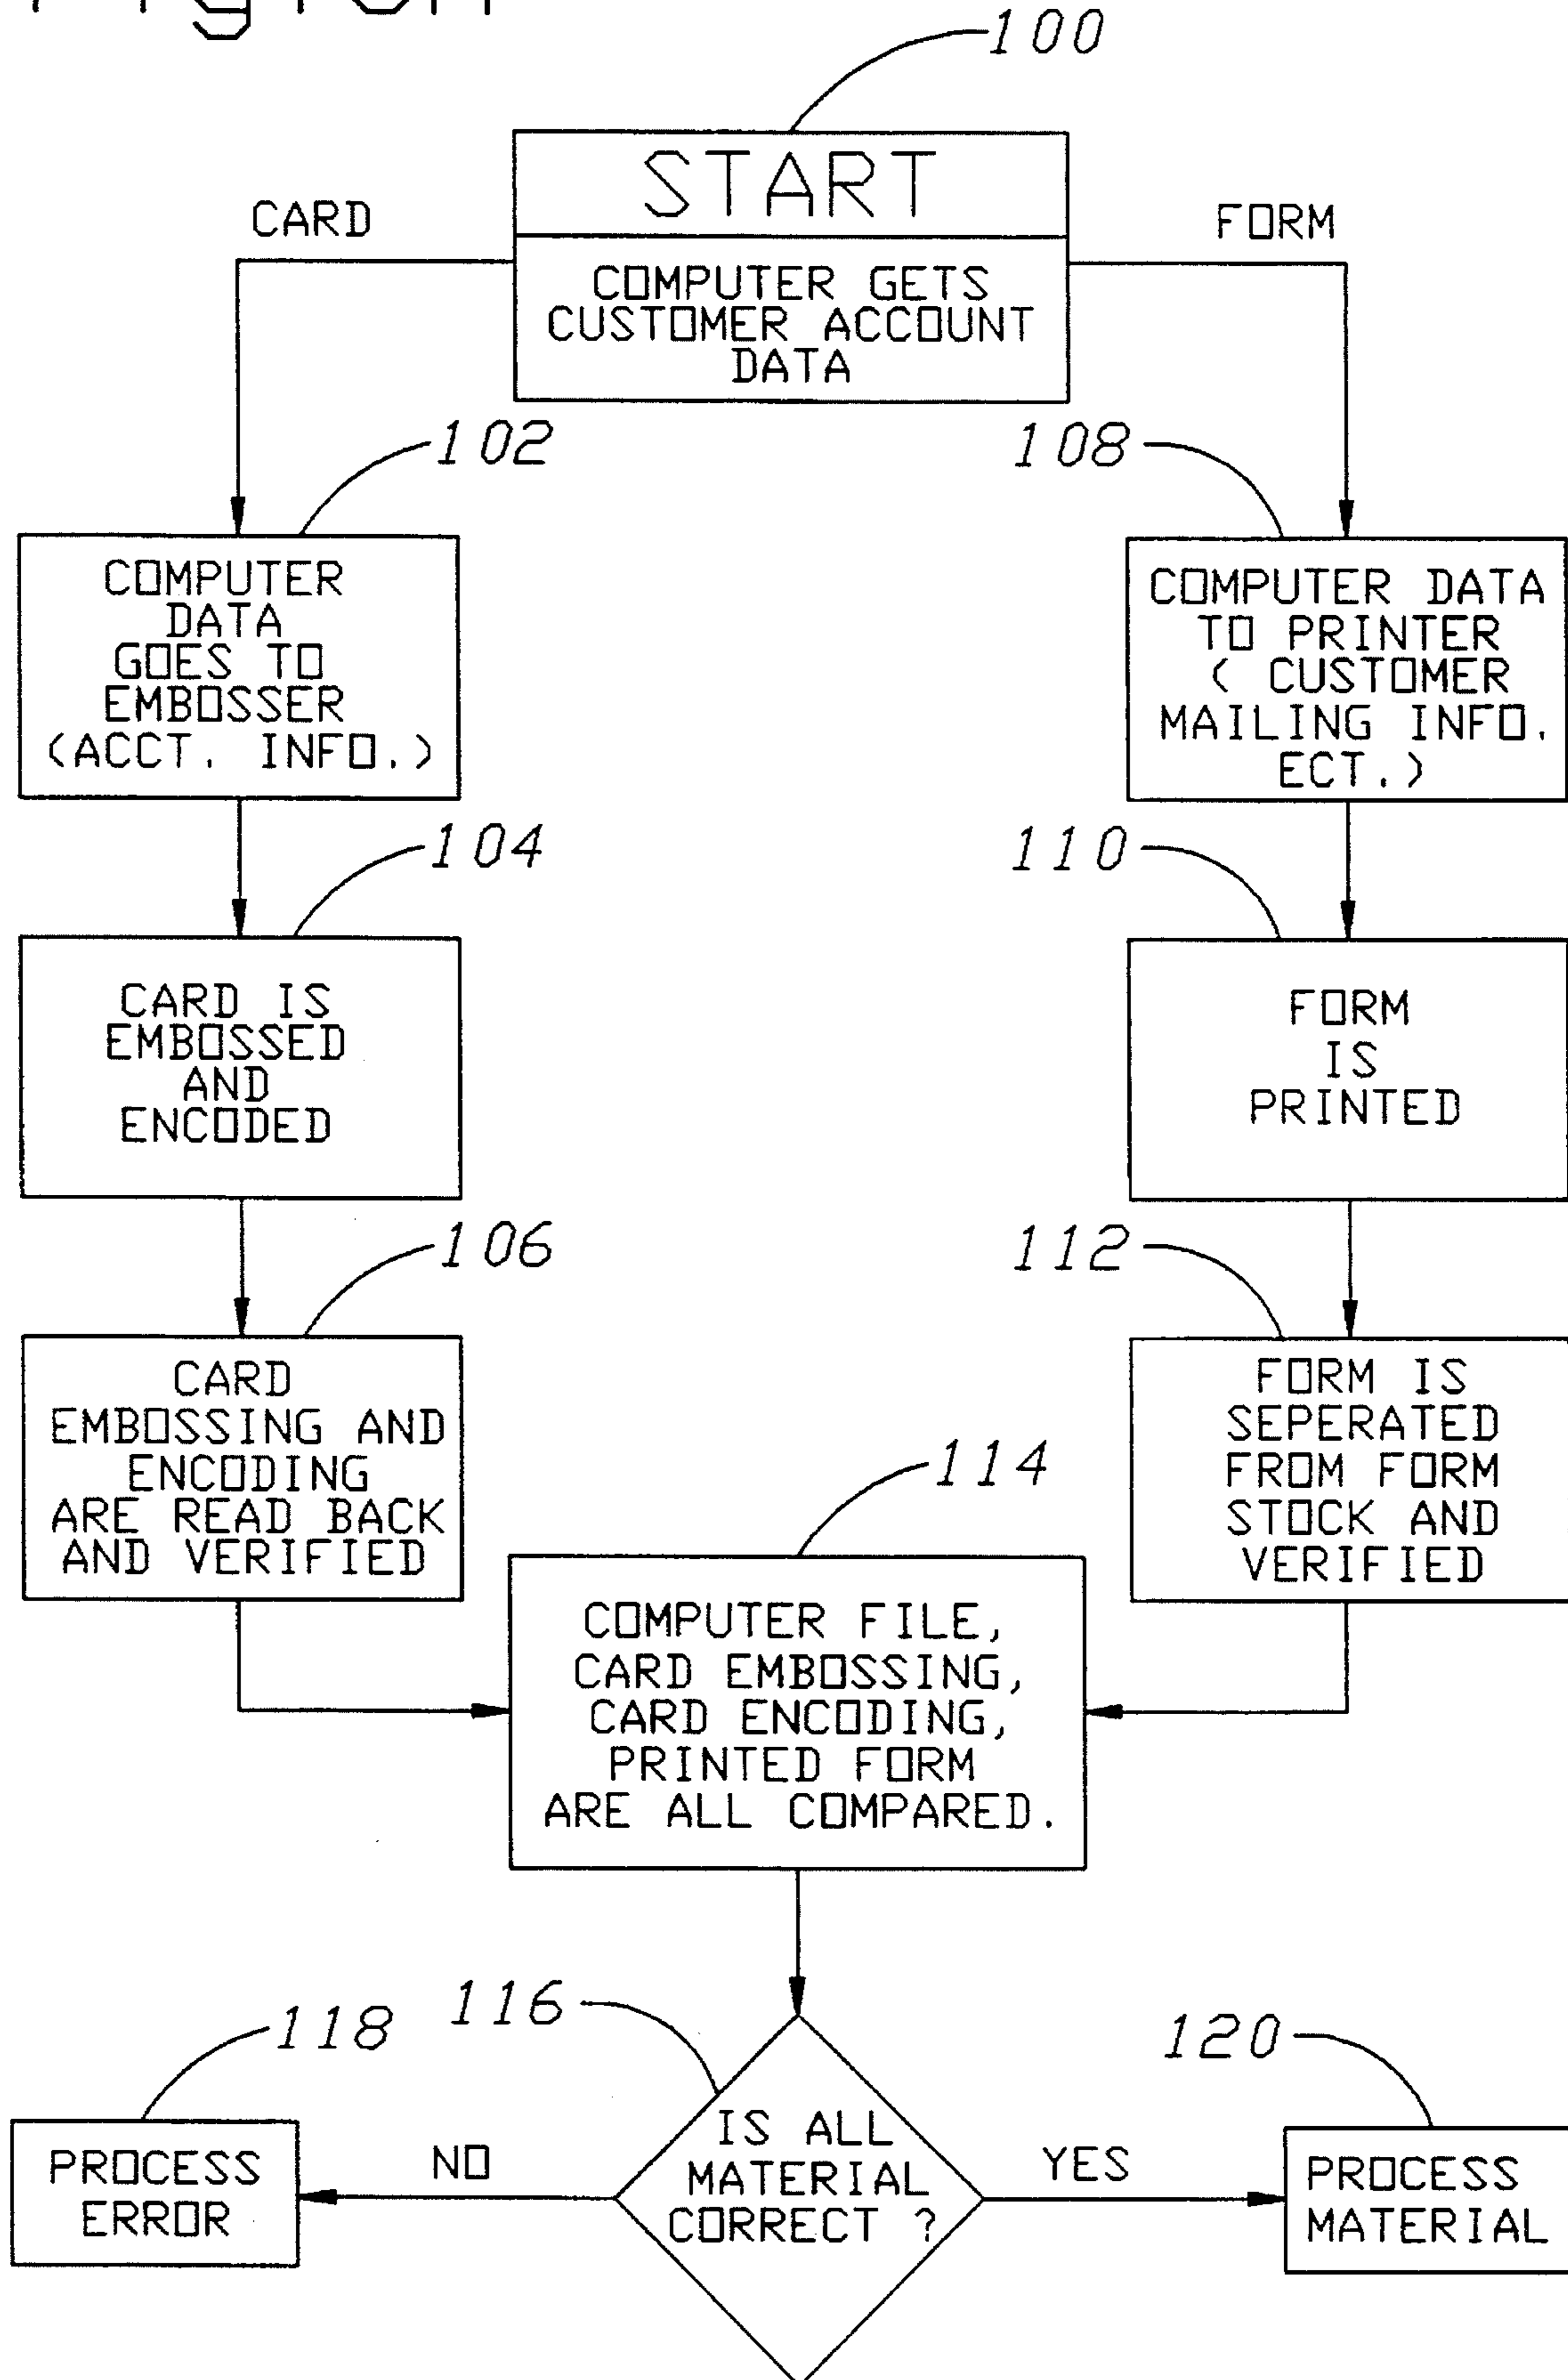 100
START
CARD
FORM
COMPUTER GETS
CUSTOMER ACCOUNT
DATA
102
108
COMPUTER
DATA
GOES TO
EMBOSSER
(ACCT. INFO.)
COMPUTER DATA
TO PRINTER
( CUSTOMER
MAILING INFO.
ECT.)
104
110
CARD IS
EMBOSSED
AND
ENCODED
FORM
IS
PRINTED
106
112
CARD
EMBOSSING AND
ENCODING
ARE READ BACK
AND VERIFIED
FORM IS
SEPERATED
FROM FORM
STOCK AND
VERIFIED
114
COMPUTER FILE,
CARD EMBOSSING,
CARD ENCODING,
PRINTED FORM
ARE ALL COMPARED.
116
118
120
PROCESS
ERROR
NO
IS ALL
MATERIAL
CORRECT ?
YES
PROCESS
MATERIAL